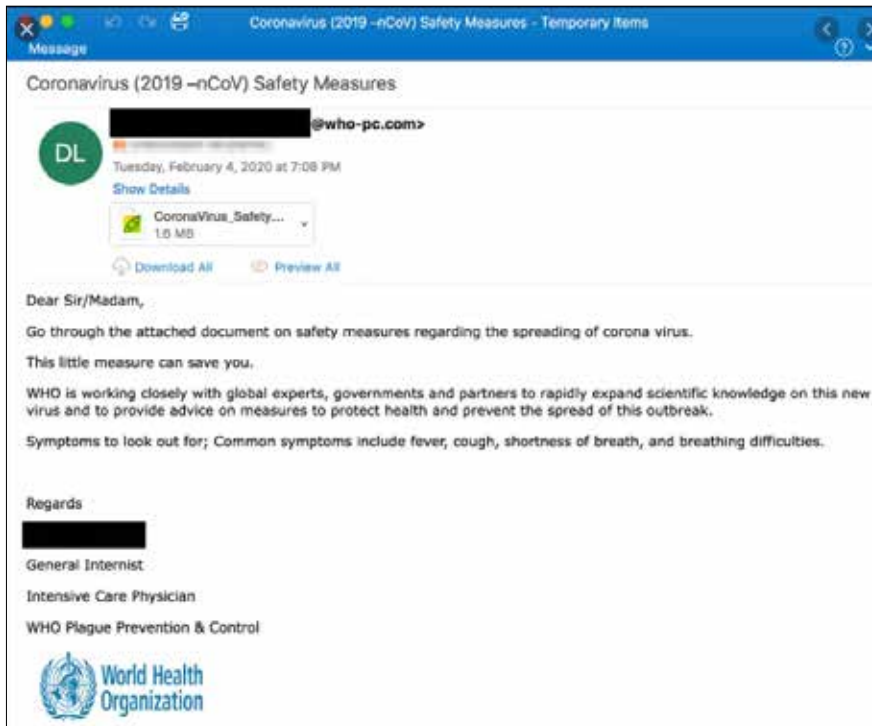 Coronavirus (2019 –nCoV) Safety Measures - Temporary Items
Message
Coronavirus (2019 –nCoV) Safety Measures
@who-pc.com>
DL
Tuesday, February 4, 2020 at 7:08 PM
Show Details
CoronaVirus_Safety...
1.6 MB
Download All Preview All
Dear Sir/Madam,
Go through the attached document on safety measures regarding the spreading of corona virus.
This little measure can save you.
WHO is working closely with global experts, governments and partners to rapidly expand scientific knowledge on this new
virus and to provide advice on measures to protect health and prevent the spread of this outbreak.
Symptoms to look out for; Common symptoms include fever, cough, shortness of breath, and breathing difficulties.
Regards
General Internist
Intensive Care Physician
WHO Plague Prevention & Control
World Health
Organization